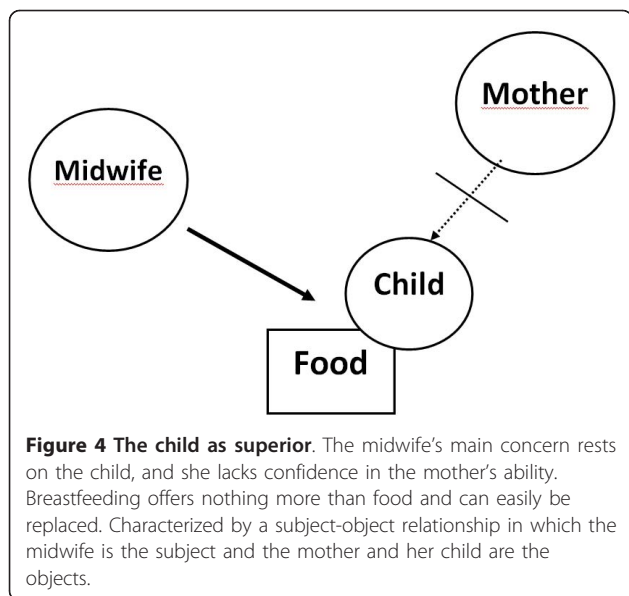 Mother
Midwife
Child
Food
Figure 4 The child as superior. The midwife's main concern rests
on the child, and she lacks confidence in the mother's ability.
Breastfeeding offers nothing more than food and can easily be
replaced. Characterized by a subject-object relationship in which the
midwife is the subject and the mother and her child are the
objects.